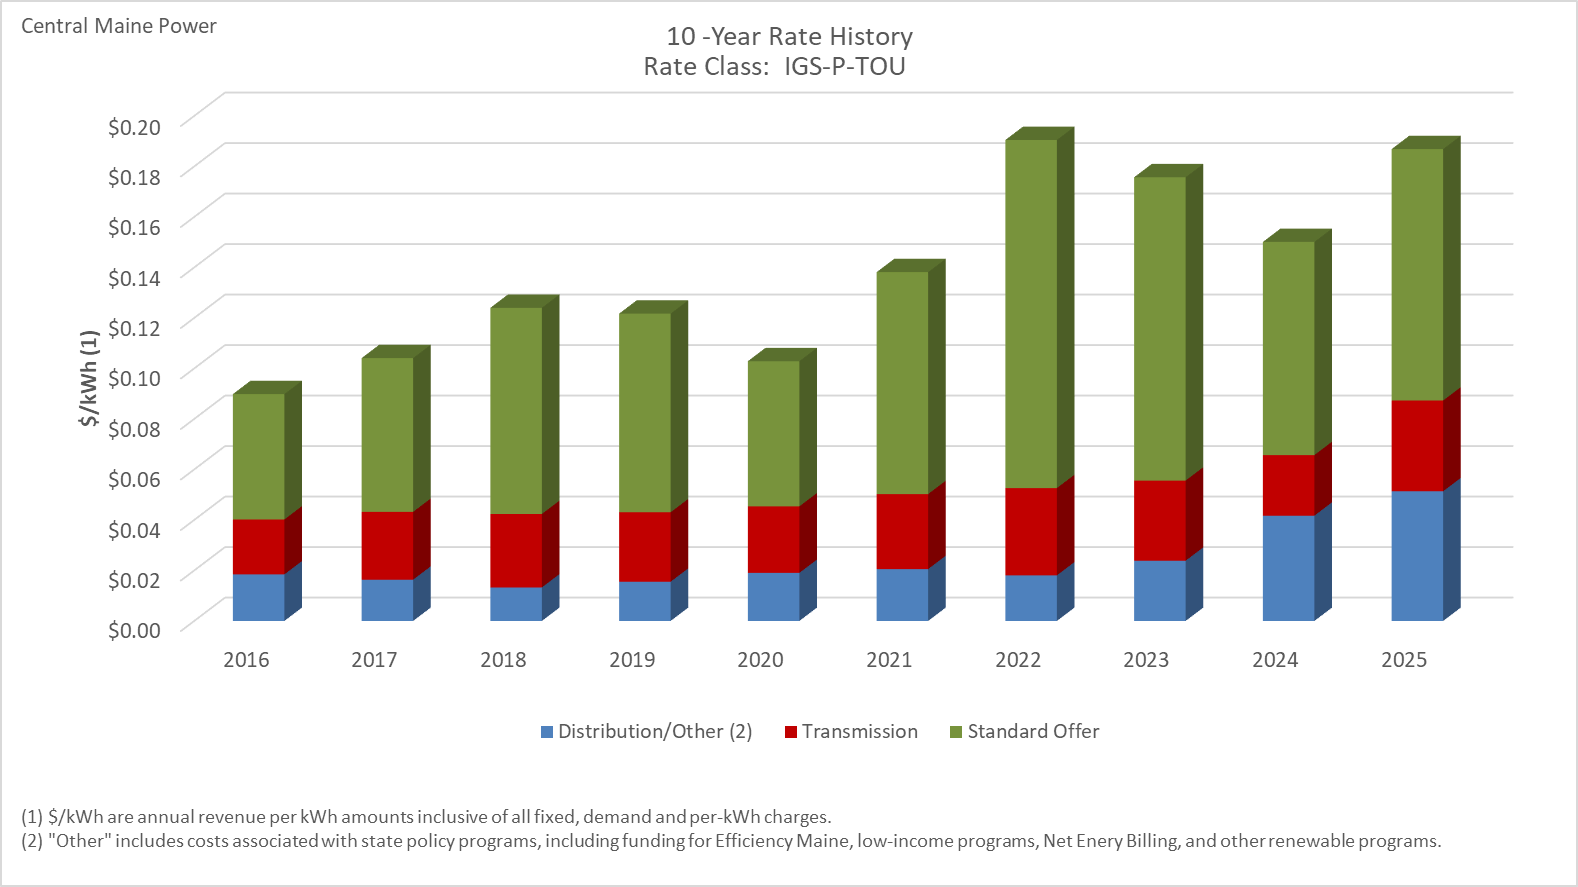 Central Maine Power
10 -Year Rate History
Rate Class:  IGS-P-TOU
$0.20
$0.18
$0.16
$0.14
$0.12
$0.10
$0.08
$0.06
$0.04
$0.02
$0.00
$/kWh (1)
2016 2017 2018 2019 2020 2021 2022 2023 2024 2025
Distribution/Other (2) Transmission Standard Offer
(1) $/kWh are annual revenue per kWh amounts inclusive of all fixed, demand and per-kWh charges.
(2) "Other" includes costs associated with state policy programs, including funding for Efficiency Maine, low-income programs, Net Enery Billing, and other renewable programs.